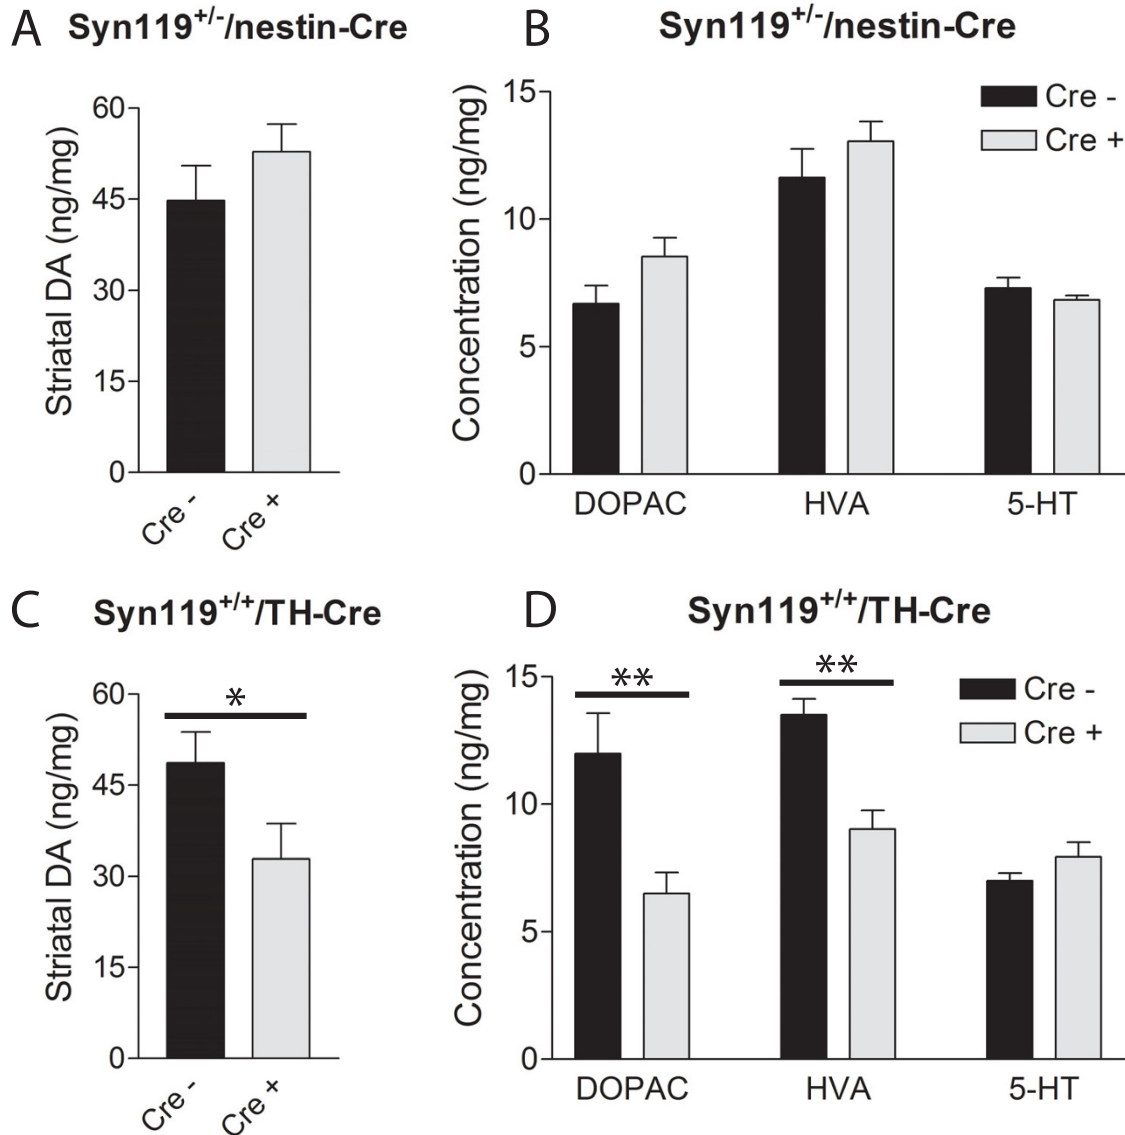 A Syn119+/-/nestin-Cre
60
45
30
15
0
Striatal DA (ng/mg)
Cre -
Cre +
B Syn119+/-/nestin-Cre
15
10
5
0
Concentration (ng/mg)
Cre -
Cre +
DOPAC HVA 5-HT
C Syn119+/+/TH-Cre
60
45
30
15
0
Striatal DA (ng/mg)
*
Cre -
Cre +
D Syn119+/+/TH-Cre
15
10
5
0
Concentration (ng/mg)
** **
Cre -
Cre +
DOPAC HVA 5-HT